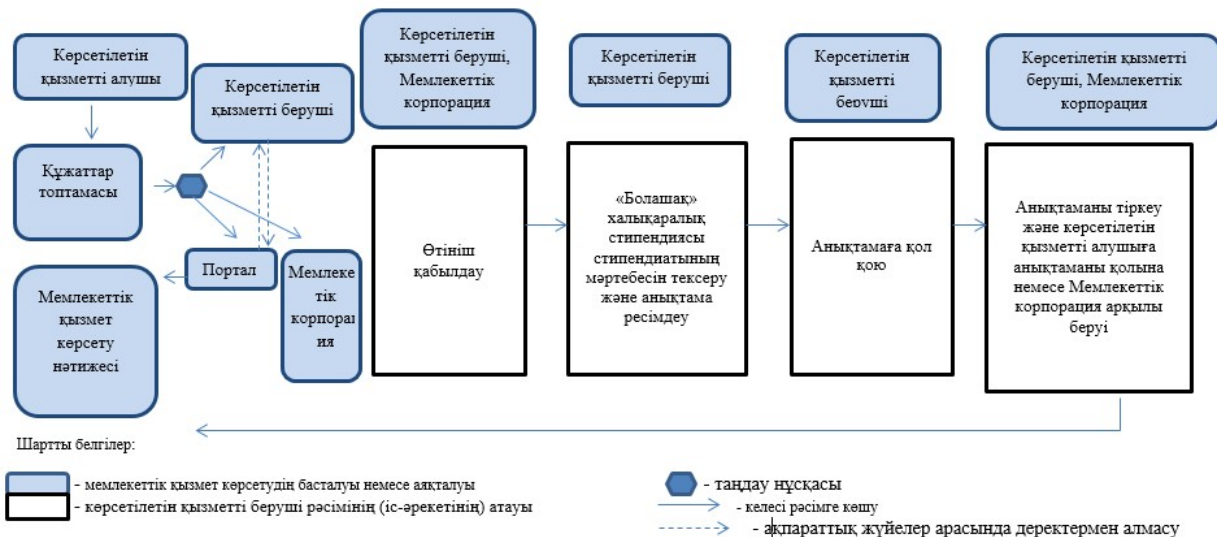 Көрсетілетін
қызметті алушы
Құжаттар
топтамасы
Көрсетілетін
қызметті беруші
Портал
Мемлеке
тік
корпорац
ия
Мемлекеттік
қызмет
көрсету
нәтижесі
Көрсетілетін қызметті
беруші, Мемлекеттік
корпорация
Өтініш
қабылдау
Көрсетілетін
қызметті беруші
«Болашақ»
халықаралық
стипендиясы
стипендиатының
мәртебесін тексеру
және анықтама
ресімдеу
Көрсетілетін
қызметті
беруші
Анықтамаға қол
қою
Көрсетілетін қызметті
беруші, Мемлекеттік
корпорация
Анықтаманы тіркеу
және көрсетілетін
қызметті алушыға
анықтаманы қолына
немесе Мемлекеттік
корпорация арқылы
беруі
Шартты белгілер:
- мемлекеттік қызмет көрсетудің басталуы немесе аяқталуы
- көрсетілетін қызметті беруші рәсімінің (іс-әрекетінің) атауы
- таңдау нұсқасы
- келесі рәсімге көшу
- ақпараттық жүйелер арасында деректермен алмасу